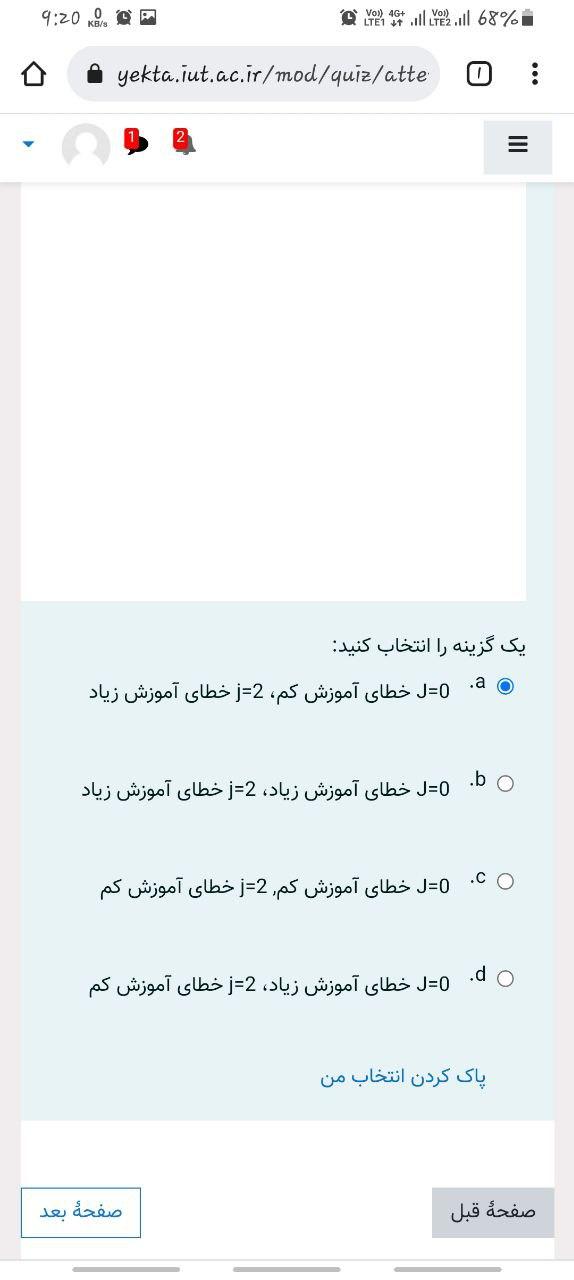 9:20 0 KB/s Vo)) LTE1 4G+ Vo)) LTE2 68%
yekta.iut.ac.ir/mod/quiz/atte
1
1 2
یک گزینه را انتخاب کنید:
a. J=0 خطای آموزش کم، j=2 خطای آموزش زیاد
b. J=0 خطای آموزش زیاد، j=2 خطای آموزش زیاد
c. J=0 خطای آموزش کم, j=2 خطای آموزش کم
d. J=0 خطای آموزش زیاد، j=2 خطای آموزش کم
پاک کردن انتخاب من
صفحهٔ قبل
صفحهٔ بعد